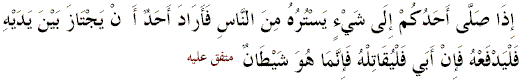 إِذَا صَلَّى أَحَدُكُمْ إِلَى شَيْءٍ يَسْتُرُهُ مِنَ النَّاسِ فَأَرَادَ أَحَدٌ أَ نْ يَجْتَازَ بَيْنَ يَدَيْهِ
فَلْيَدْفَعْهُ فَإِنْ أَبَي فَلْيُقَاتِلْهُ فَإِنَّمَا هُوَ شَيْطَانٌ متفق عليه